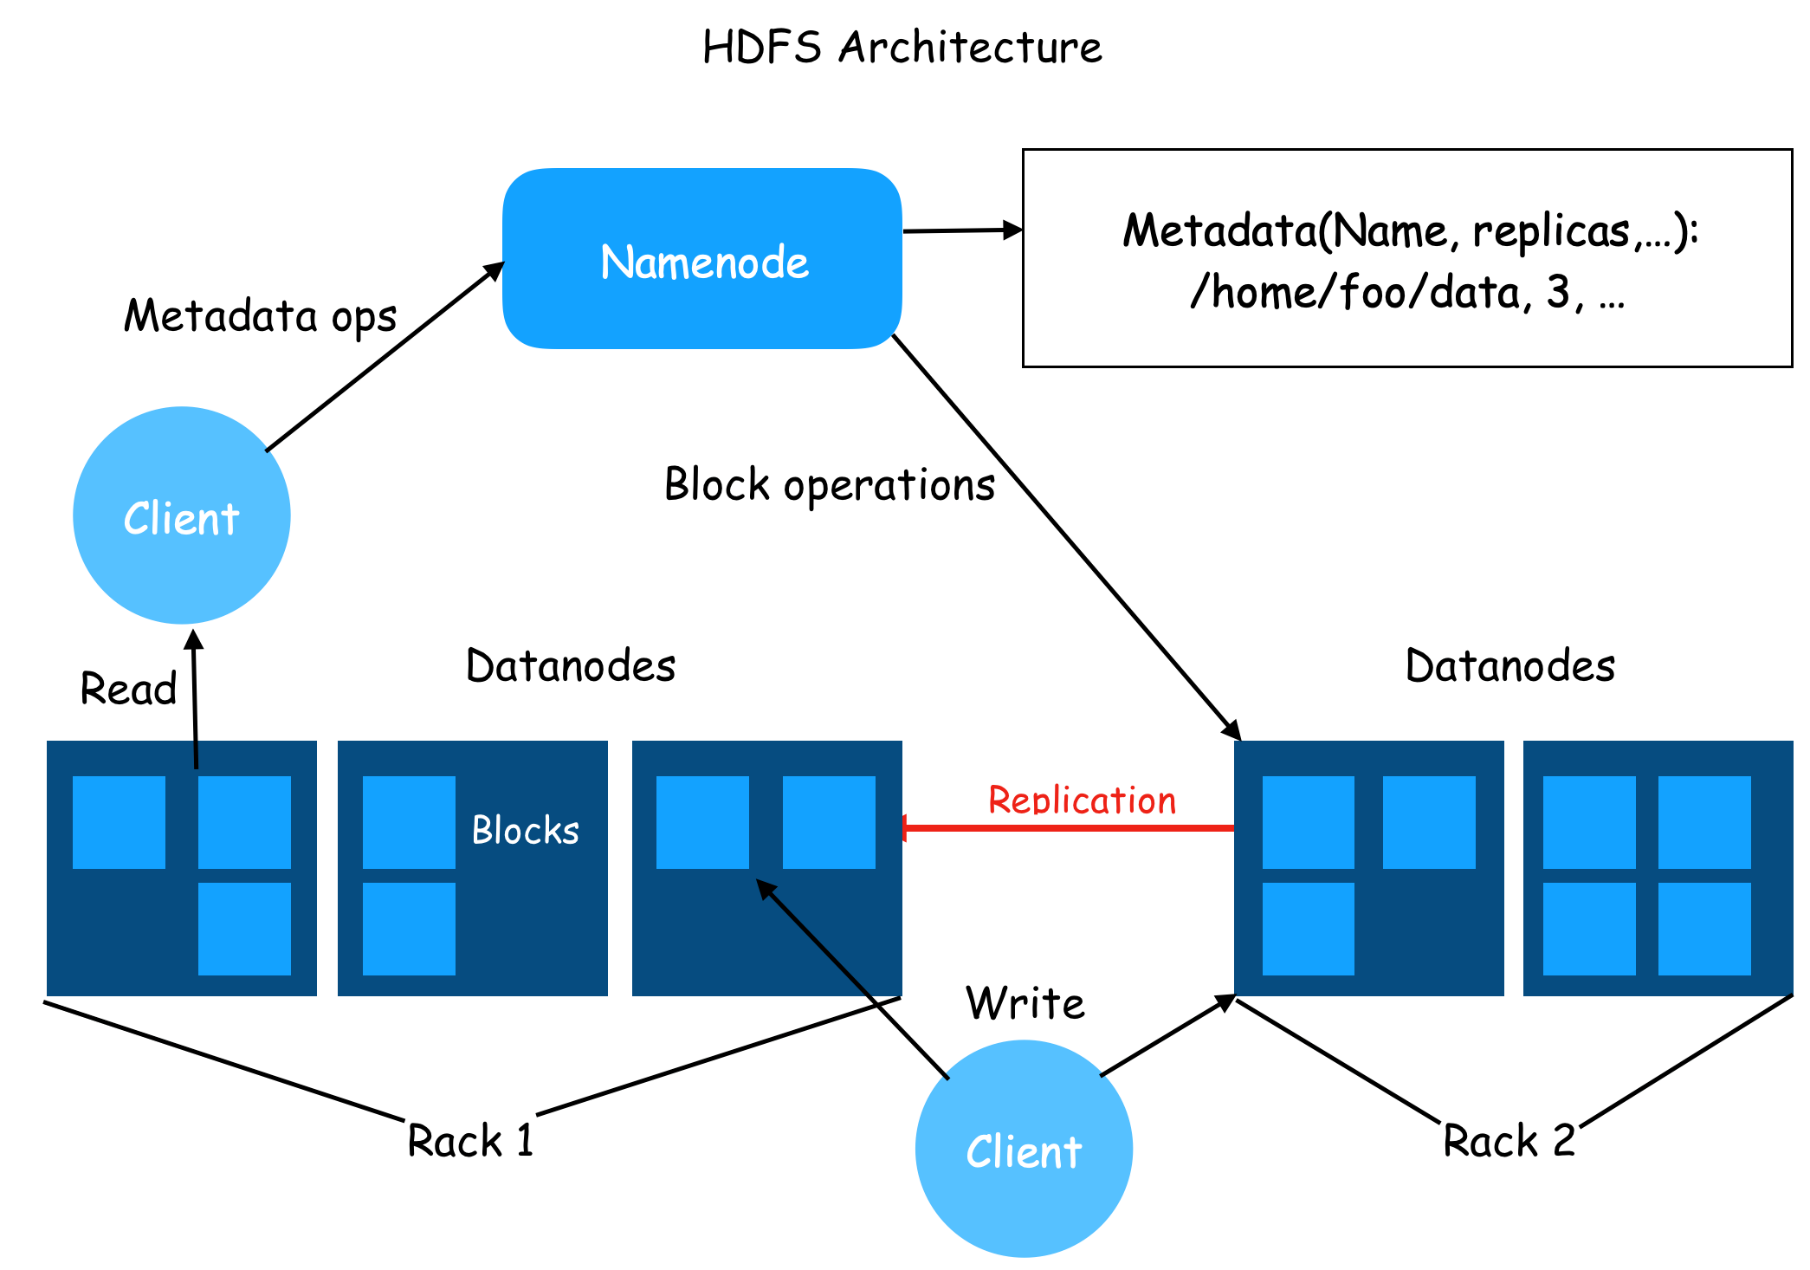 HDFS Architecture
Metadata(Name, replicas,...):
/home/foo/data, 3, ...
Namenode
Metadata ops
Client
Block operations
Read
Datanodes
Datanodes
Blocks
Replication
Write
Rack 1
Client
Rack 2